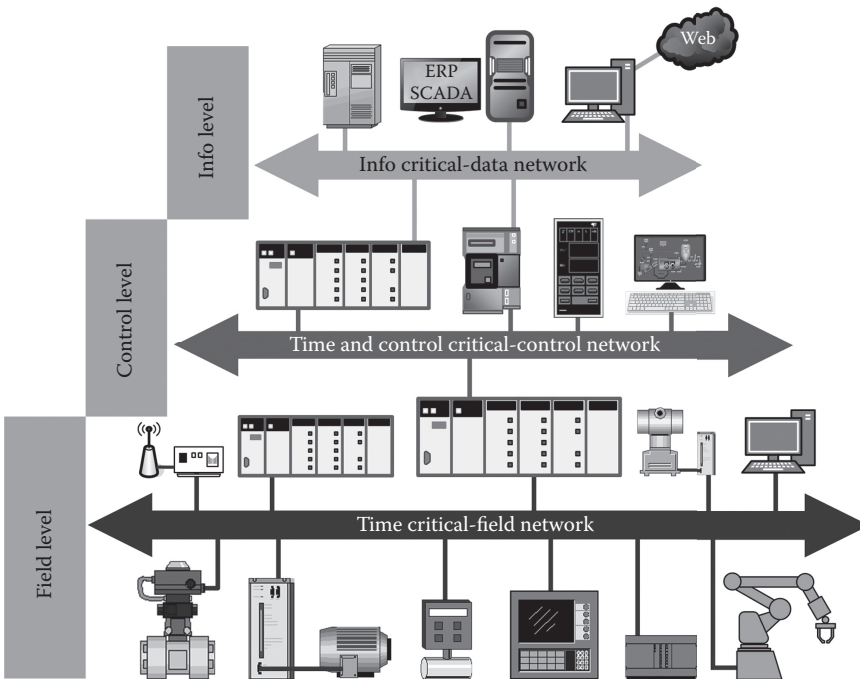 Web
ERP
SCADA
Info level
Info critical-data network
Control level
Time and control critical-control network
Field level
Time critical-field network